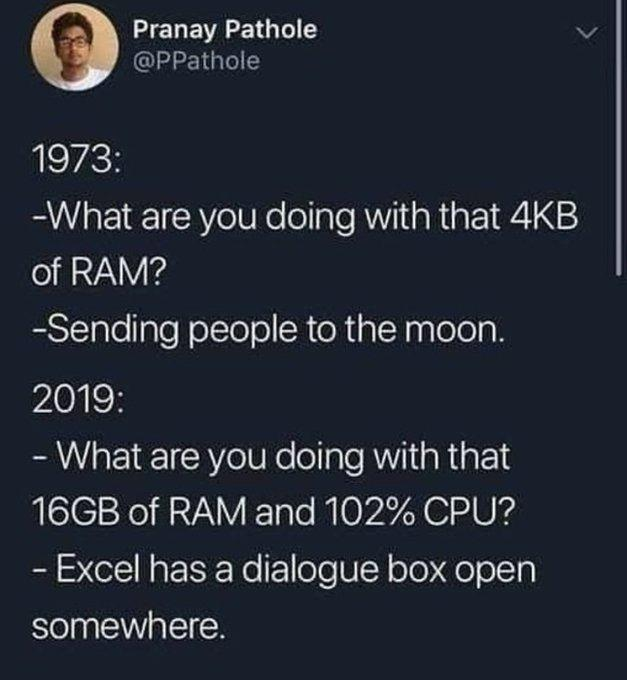 Pranay Pathole
@PPathole
1973:
-What are you doing with that 4KB
of RAM?
-Sending people to the moon.
2019:
- What are you doing with that
16GB of RAM and 102% CPU?
- Excel has a dialogue box open
somewhere.